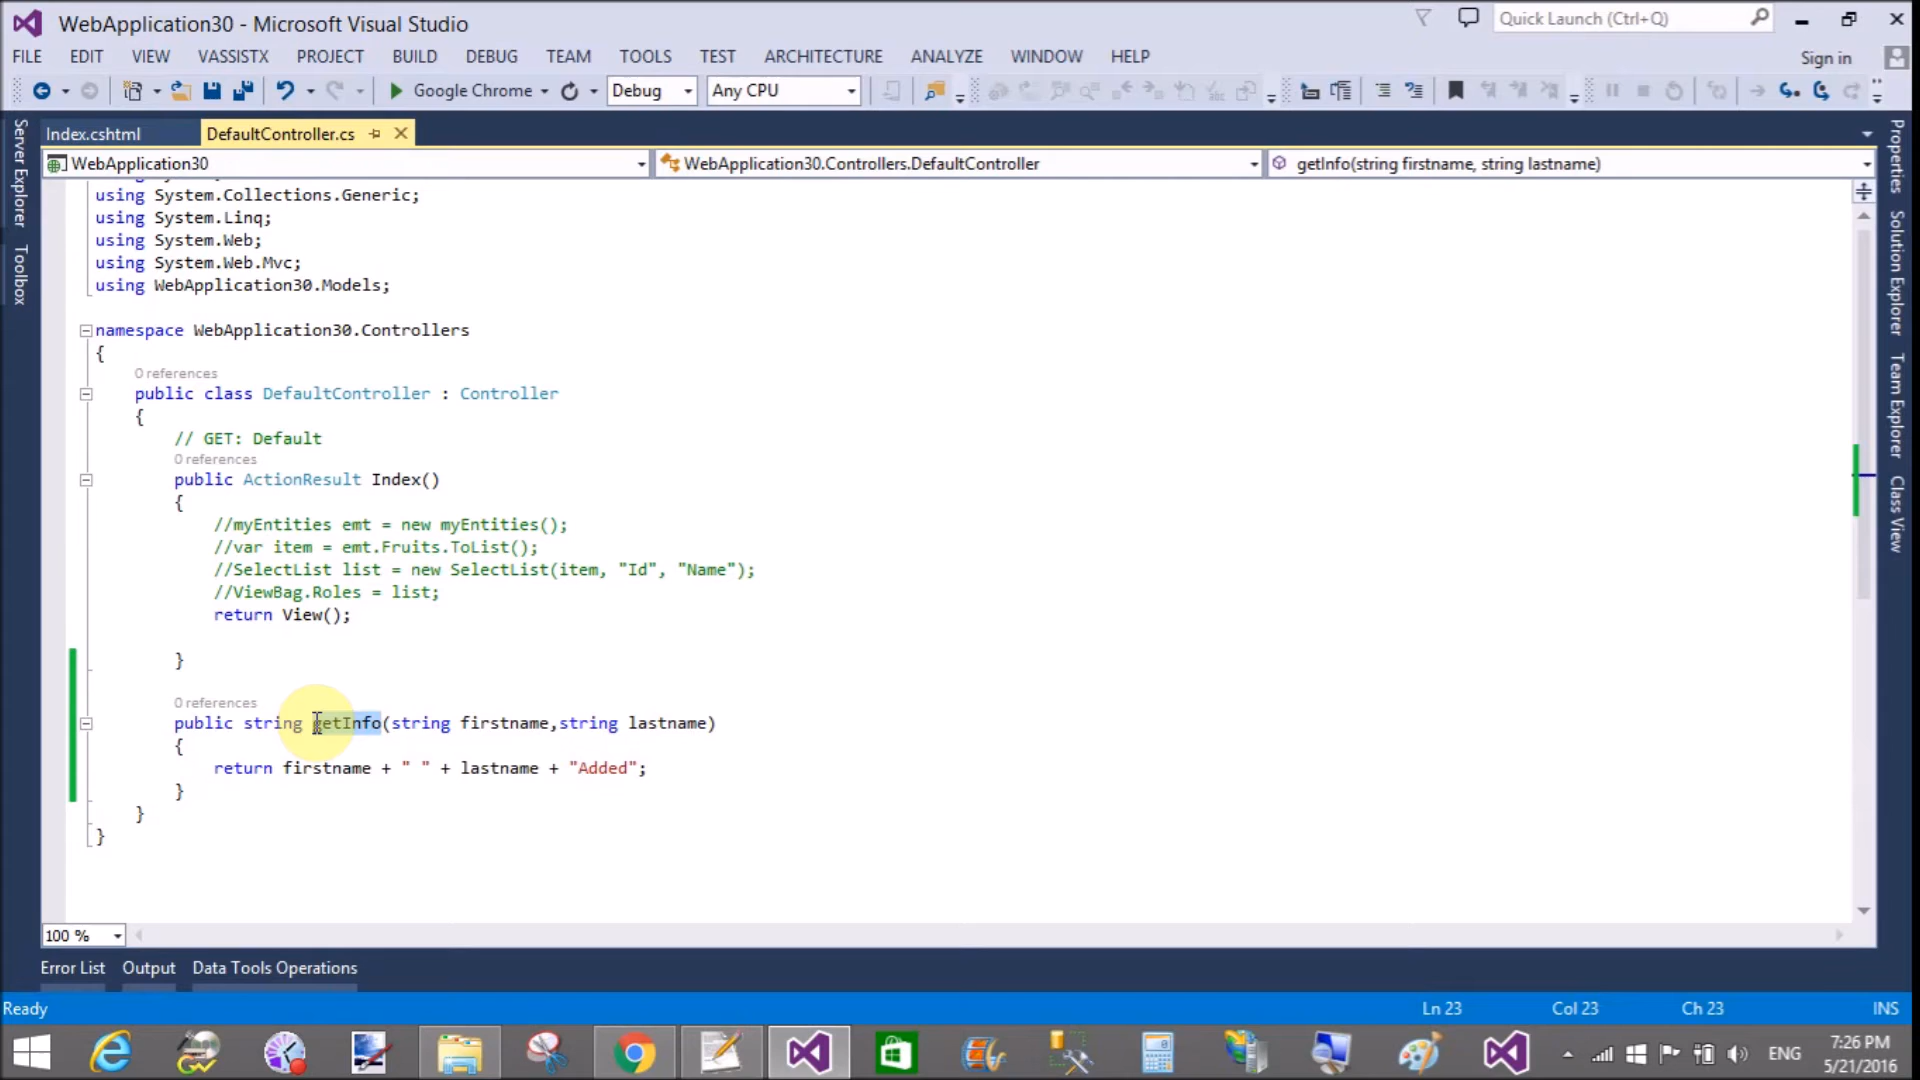 WebApplication30 - Microsoft Visual Studio
Quick Launch (Ctrl+Q)
FILE EDIT VIEW VASSISTX PROJECT BUILD DEBUG TEAM TOOLS TEST ARCHITECTURE ANALYZE WINDOW HELP
Sign in
Google Chrome
Debug
Any CPU
Server Explorer
Toolbox
Index.cshtml
DefaultController.cs
WebApplication30
WebApplication30.Controllers.DefaultController
getInfo(string firstname, string lastname)
using System.Collections.Generic;
using System.Linq;
using System.Web;
using System.Web.Mvc;
using WebApplication30.Models;
namespace WebApplication30.Controllers
{
0 references
public class DefaultController : Controller
{
// GET: Default
0 references
public ActionResult Index()
{
//myEntities emt = new myEntities();
//var item = emt.Fruits.ToList();
//SelectList list = new SelectList(item, "Id", "Name");
//ViewBag.Roles = list;
return View();
}
0 references
public string getInfo(string firstname,string lastname)
{
return firstname + " " + lastname + "Added";
}
}
}
Properties
Solution Explorer
Team Explorer
Class View
100 %
Error List Output Data Tools Operations
Ready
Ln 23 Col 23 Ch 23 INS
ENG
7:26 PM
5/21/2016